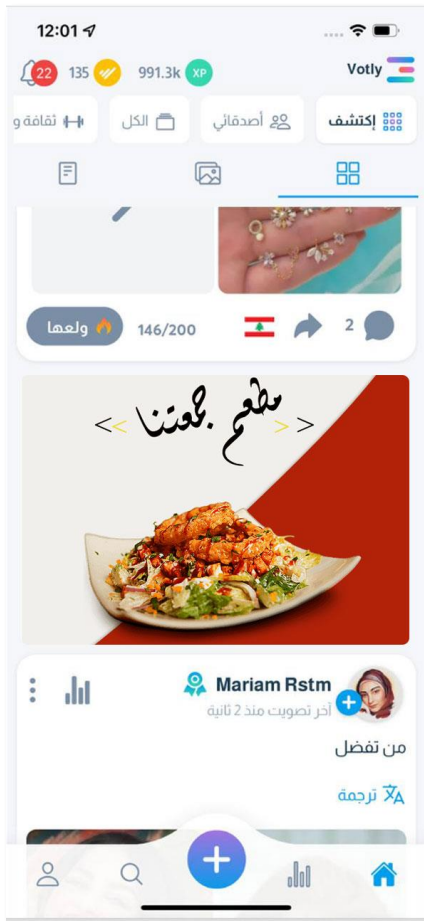 12:01
Votly
XP 991.3k 135 22
إكتشف أصدقائي الكل ثقافة و
2 146/200 ولعها
مطعم جمعتنا
Mariam Rstm
آخر تصويت منذ 2 ثانية
من تفضل
ترجمة